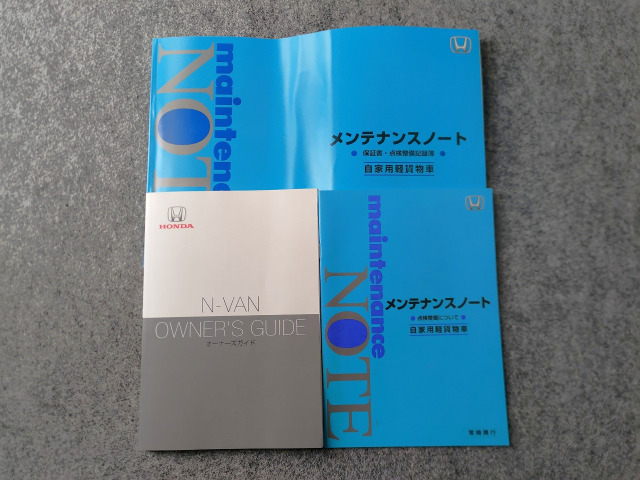 maintenance
NOTE
メンテナンスノート
● 保証書・点検整備記録簿 ●
自家用軽貨物車
HONDA
N-VAN
OWNER'S GUIDE
オーナーズガイド
maintenance
NOTE
メンテナンスノート
● 点検整備について ●
自家用軽貨物車